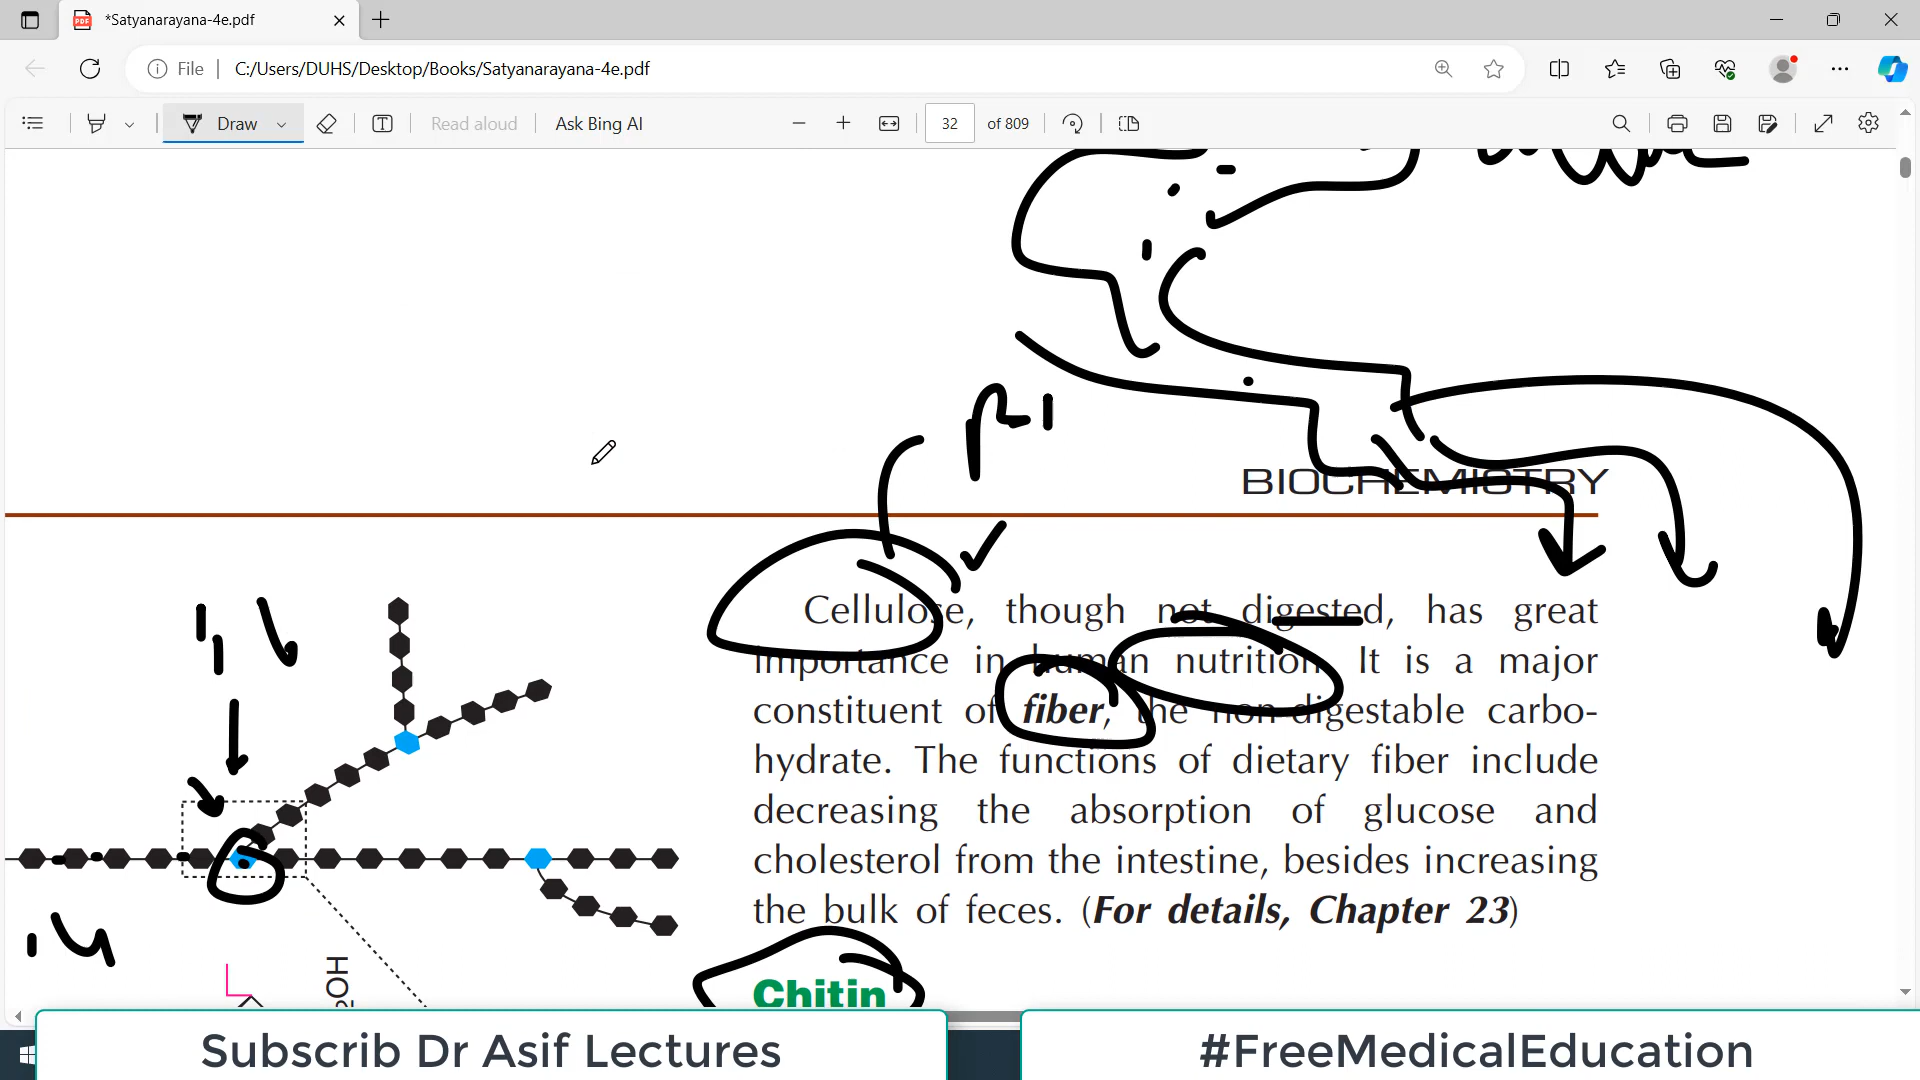 *Satyanarayana-4e.pdf
File C:/Users/DUHS/Desktop/Books/Satyanarayana-4e.pdf
Draw Read aloud Ask Bing AI 32 of 809
BIOCHEMISTRY
Cellulose, though not digested, has great
importance in human nutrition. It is a major
constituent of fiber, the non-digestable carbo-
hydrate. The functions of dietary fiber include
decreasing the absorption of glucose and
cholesterol from the intestine, besides increasing
the bulk of feces. (For details, Chapter 23)
Chitin
Subscrib Dr Asif Lectures
#FreeMedicalEducation